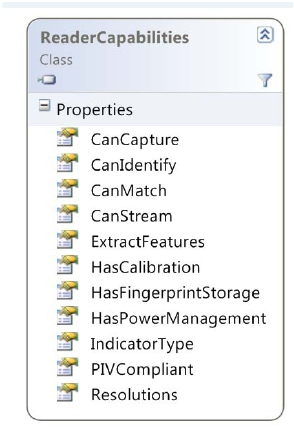 ReaderCapabilities
Class
Properties
CanCapture
CanIdentify
CanMatch
CanStream
ExtractFeatures
HasCalibration
HasFingerprintStorage
HasPowerManagement
IndicatorType
PIVCompliant
Resolutions